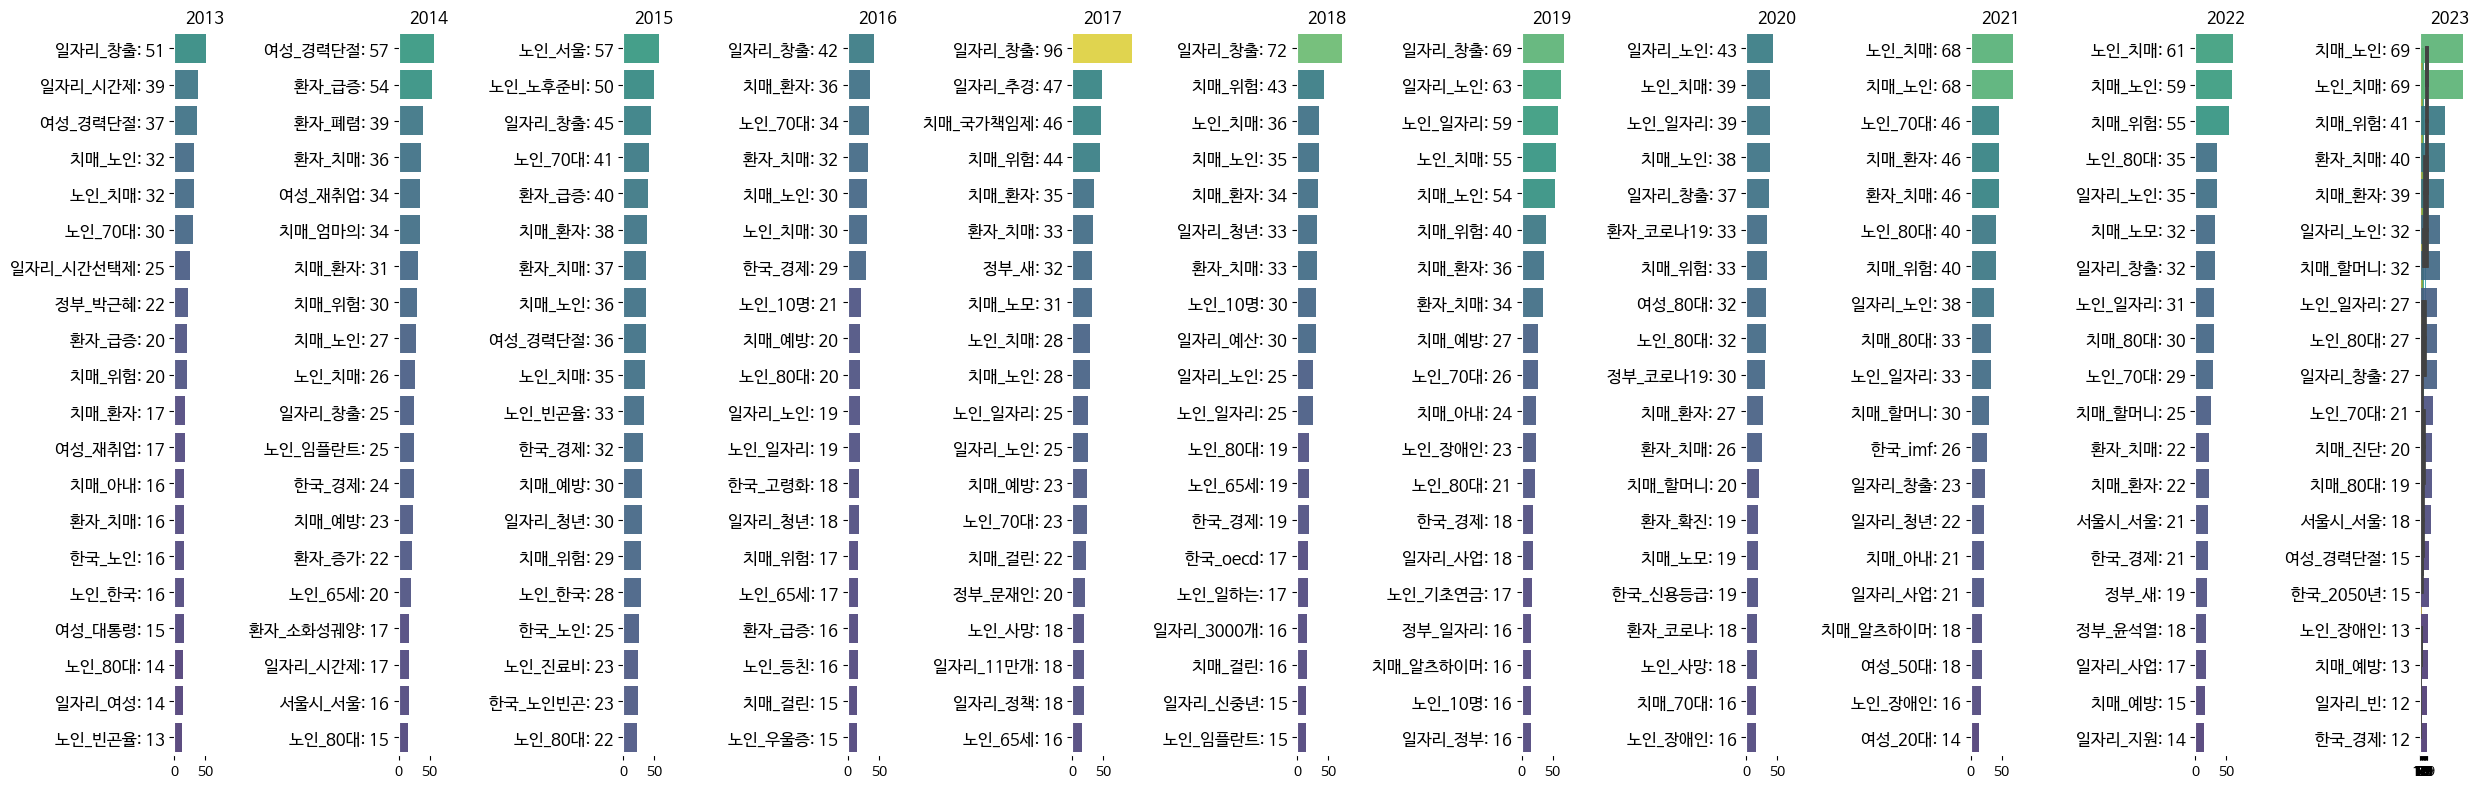 2013
일자리_창출: 51
일자리_시간제: 39
여성_경력단절: 37
치매_노인: 32
노인_치매: 32
노인_70대: 30
일자리_시간선택제: 25
정부_박근혜: 22
환자_급증: 20
치매_위험: 20
치매_환자: 17
여성_재취업: 17
치매_아내: 16
환자_치매: 16
한국_노인: 16
노인_한국: 16
여성_대통령: 15
노인_80대: 14
일자리_여성: 14
노인_빈곤율: 13
0 50
2014
여성_경력단절: 57
환자_급증: 54
환자_폐렴: 39
환자_치매: 36
여성_재취업: 34
치매_엄마의: 34
치매_환자: 31
치매_위험: 30
치매_노인: 27
노인_치매: 26
일자리_창출: 25
노인_임플란트: 25
한국_경제: 24
치매_예방: 23
환자_증가: 22
노인_65세: 20
환자_소화성궤양: 17
일자리_시간제: 17
서울시_서울: 16
노인_80대: 15
0 50
2015
노인_서울: 57
노인_노후준비: 50
일자리_창출: 45
노인_70대: 41
환자_급증: 40
치매_환자: 38
환자_치매: 37
치매_노인: 36
여성_경력단절: 36
노인_치매: 35
노인_빈곤율: 33
한국_경제: 32
치매_예방: 30
일자리_청년: 30
치매_위험: 29
노인_한국: 28
한국_노인: 25
노인_진료비: 23
한국_노인빈곤: 23
노인_80대: 22
0 50
2016
일자리_창출: 42
치매_환자: 36
노인_70대: 34
환자_치매: 32
치매_노인: 30
노인_치매: 30
한국_경제: 29
노인_10명: 21
치매_예방: 20
노인_80대: 20
일자리_노인: 19
노인_일자리: 19
한국_고령화: 18
일자리_청년: 18
치매_위험: 17
노인_65세: 17
환자_급증: 16
노인_등친: 16
치매_걸린: 15
노인_우울증: 15
0 50
2017
일자리_창출: 96
일자리_추경: 47
치매_국가책임제: 46
치매_위험: 44
치매_환자: 35
환자_치매: 33
정부_새: 32
치매_노모: 31
노인_치매: 28
치매_노인: 28
노인_일자리: 25
일자리_노인: 25
치매_예방: 23
노인_70대: 23
치매_걸린: 22
정부_문재인: 20
노인_사망: 18
일자리_11만개: 18
일자리_정책: 18
노인_65세: 16
0 50
2018
일자리_창출: 72
치매_위험: 43
노인_치매: 36
치매_노인: 35
치매_환자: 34
일자리_청년: 33
환자_치매: 33
노인_10명: 30
일자리_예산: 30
일자리_노인: 25
노인_일자리: 25
노인_80대: 19
노인_65세: 19
한국_경제: 19
한국_oecd: 17
노인_일하는: 17
일자리_3000개: 16
치매_걸린: 16
일자리_신중년: 15
노인_임플란트: 15
0 50
2019
일자리_창출: 69
일자리_노인: 63
노인_일자리: 59
노인_치매: 55
치매_노인: 54
치매_위험: 40
치매_환자: 36
환자_치매: 34
치매_예방: 27
노인_70대: 26
치매_아내: 24
노인_장애인: 23
노인_80대: 21
한국_경제: 18
일자리_사업: 18
노인_기초연금: 17
정부_일자리: 16
치매_알츠하이머: 16
노인_10명: 16
일자리_정부: 16
0 50
2020
일자리_노인: 43
노인_치매: 39
노인_일자리: 39
치매_노인: 38
일자리_창출: 37
환자_코로나19: 33
치매_위험: 33
여성_80대: 32
노인_80대: 32
정부_코로나19: 30
치매_환자: 27
환자_치매: 26
치매_할머니: 20
환자_확진: 19
치매_노모: 19
한국_신용등급: 19
환자_코로나: 18
노인_사망: 18
치매_70대: 16
노인_장애인: 16
0 50
2021
노인_치매: 68
치매_노인: 68
노인_70대: 46
치매_환자: 46
환자_치매: 46
노인_80대: 40
치매_위험: 40
일자리_노인: 38
치매_80대: 33
노인_일자리: 33
치매_할머니: 30
한국_imf: 26
일자리_창출: 23
일자리_청년: 22
치매_아내: 21
일자리_사업: 21
치매_알츠하이머: 18
여성_50대: 18
노인_장애인: 16
여성_20대: 14
0 50
2022
노인_치매: 61
치매_노인: 59
치매_위험: 55
노인_80대: 35
일자리_노인: 35
치매_노모: 32
일자리_창출: 32
노인_일자리: 31
치매_80대: 30
노인_70대: 29
치매_할머니: 25
환자_치매: 22
치매_환자: 22
서울시_서울: 21
한국_경제: 21
정부_새: 19
정부_윤석열: 18
일자리_사업: 17
치매_예방: 15
일자리_지원: 14
0 50
2023
치매_노인: 69
노인_치매: 69
치매_위험: 41
환자_치매: 40
치매_환자: 39
일자리_노인: 32
치매_할머니: 32
노인_일자리: 27
노인_80대: 27
일자리_창출: 27
노인_70대: 21
치매_진단: 20
치매_80대: 19
서울시_서울: 18
여성_경력단절: 15
한국_2050년: 15
노인_장애인: 13
치매_예방: 13
일자리_빈: 12
한국_경제: 12